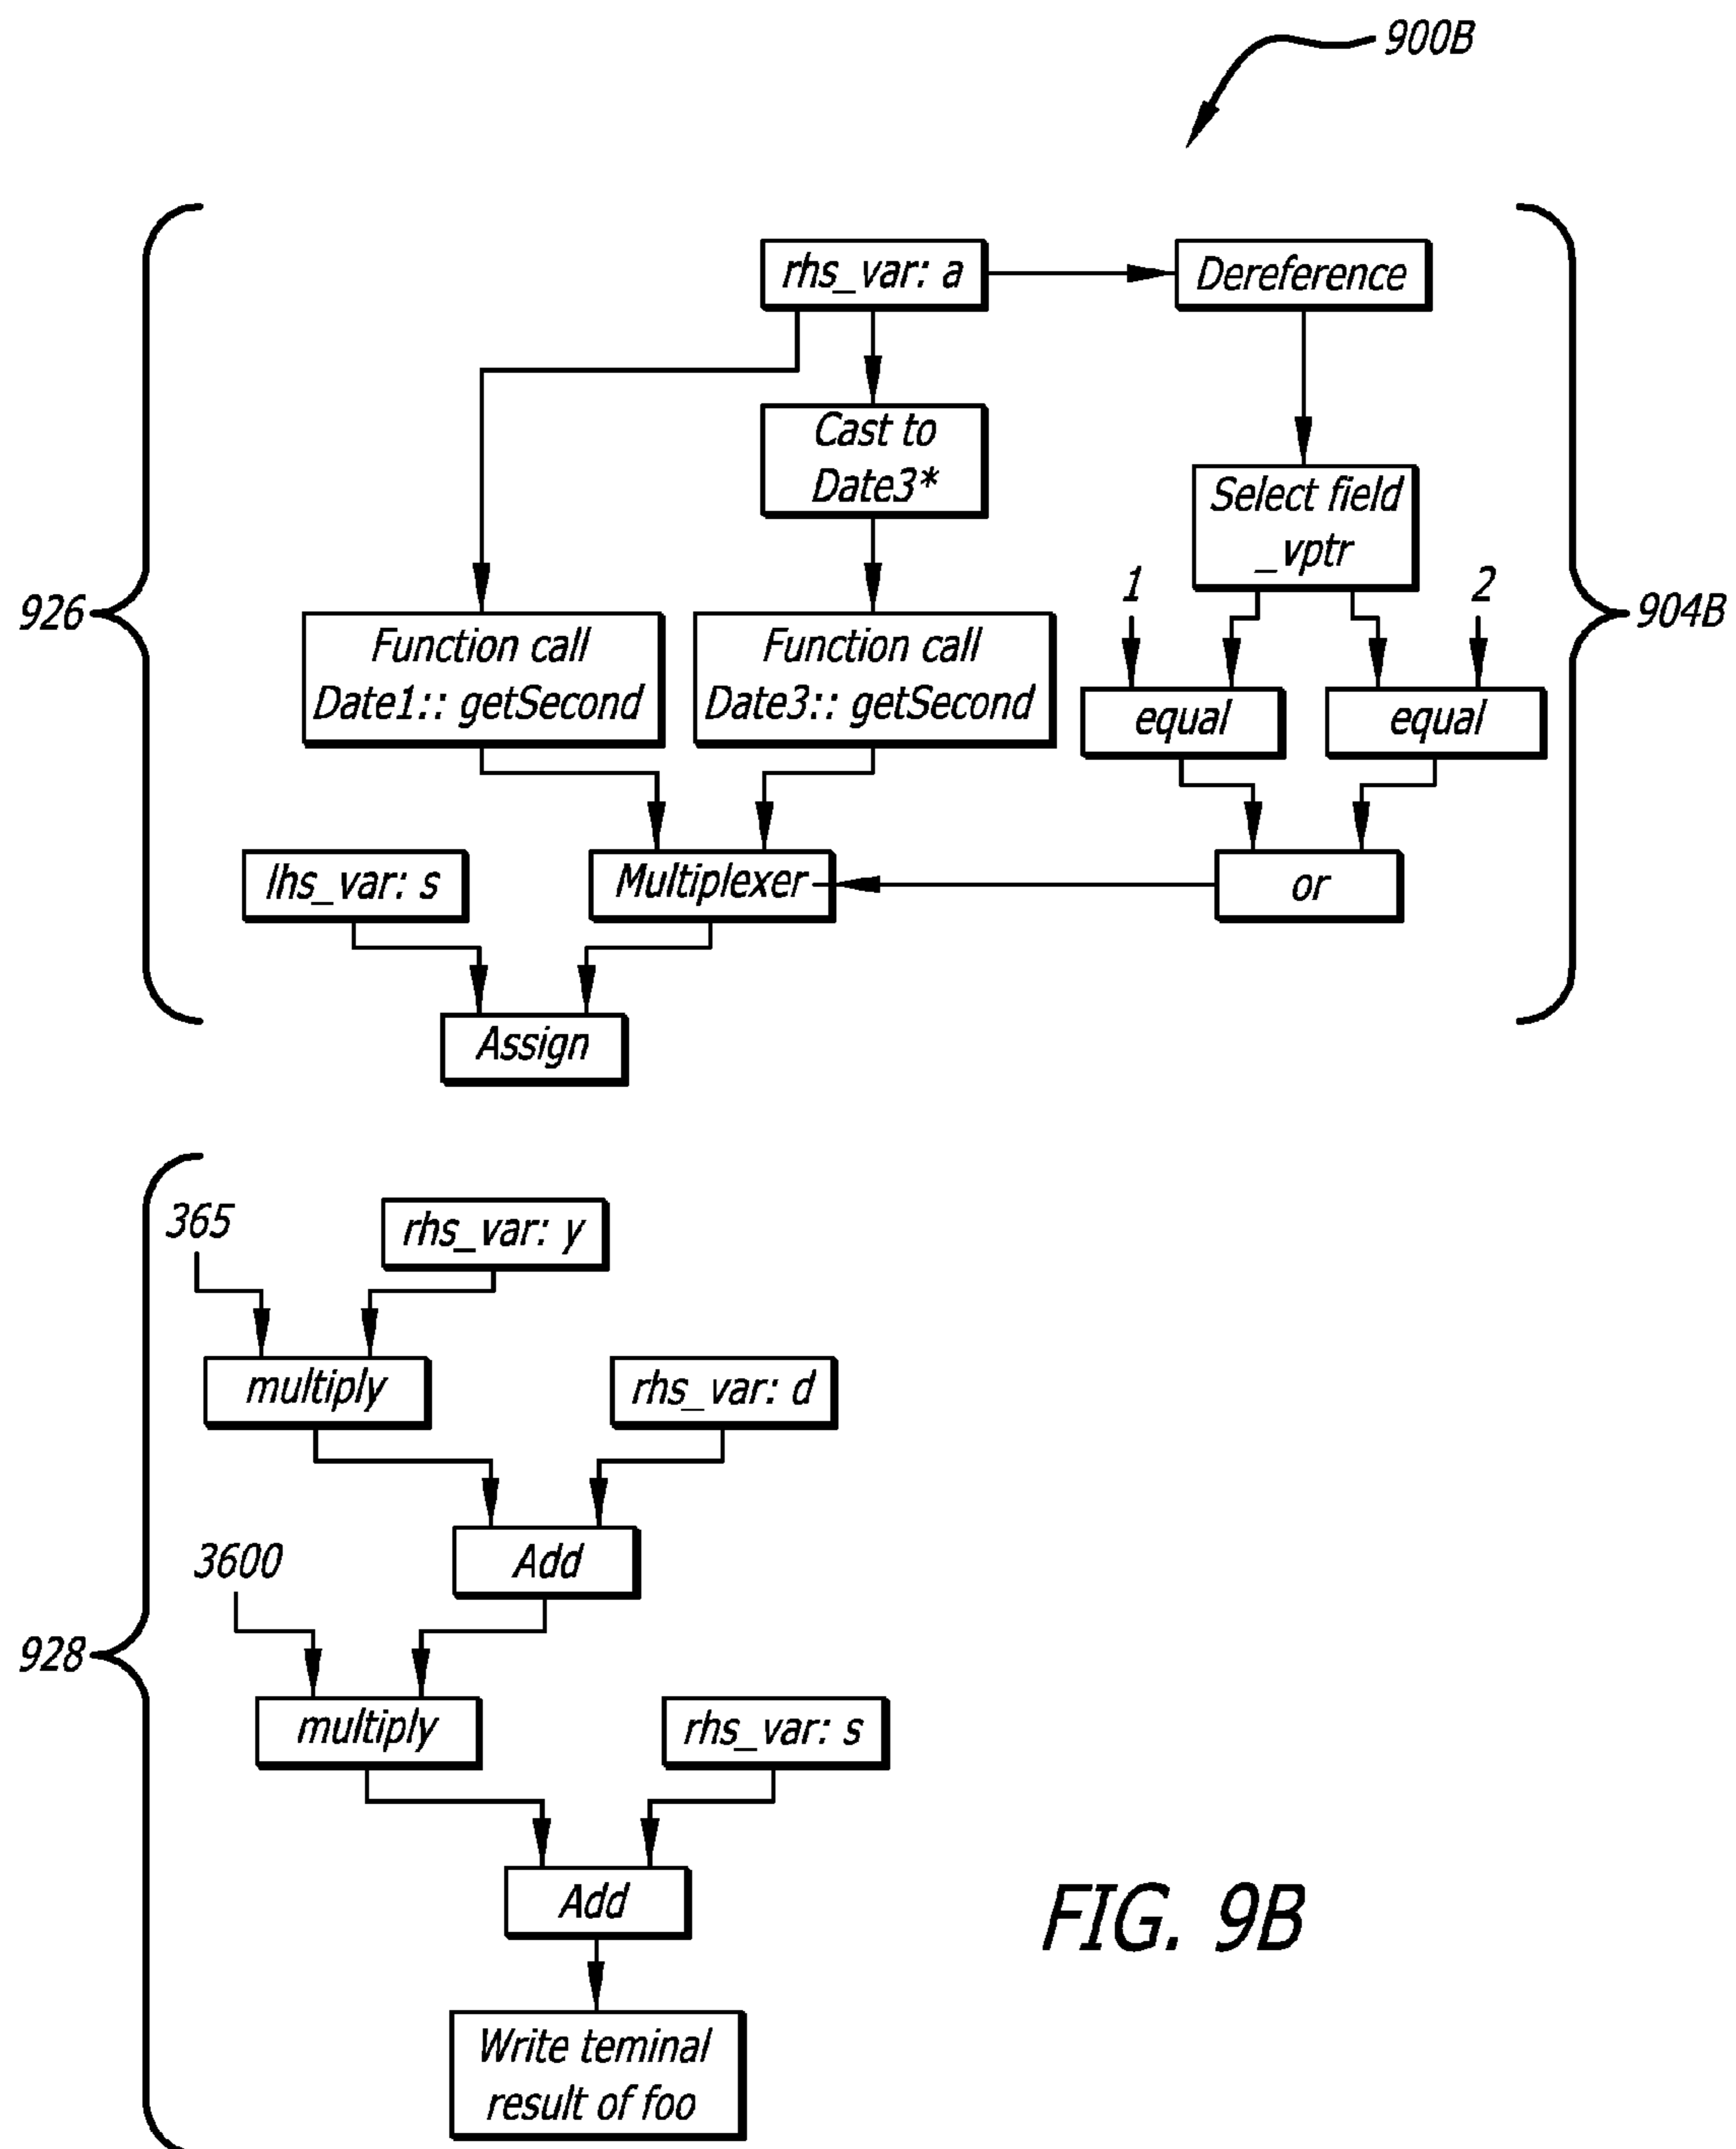 900B
rhs_var: a
Dereference
Cast to
Date3*
Select field
_vptr
1
2
926
904B
Function call
Date1:: getSecond
Function call
Date3:: getSecond
equal
equal
lhs_var: s
Multiplexer
or
Assign
365
rhs_var: y
multiply
rhs_var: d
3600
Add
928
multiply
rhs_var: s
Add
FIG. 9B
Write teminal
result of foo